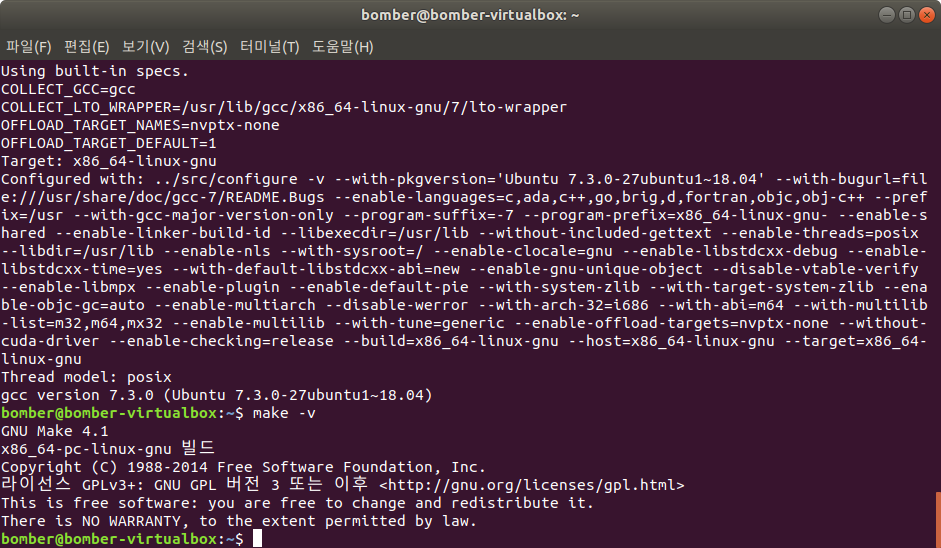 bomber@bomber-virtualbox: ~
파일(F) 편집(E) 보기(V) 검색(S) 터미널(T) 도움말(H)
Using built-in specs.
COLLECT_GCC=gcc
COLLECT_LTO_WRAPPER=/usr/lib/gcc/x86_64-linux-gnu/7/lto-wrapper
OFFLOAD_TARGET_NAMES=nvptx-none
OFFLOAD_TARGET_DEFAULT=1
Target: x86_64-linux-gnu
Configured with: ../src/configure -v --with-pkgversion='Ubuntu 7.3.0-27ubuntu1~18.04' --with-bugurl=fil
e:///usr/share/doc/gcc-7/README.Bugs --enable-languages=c,ada,c++,go,brig,d,fortran,objc,obj-c++ --pref
ix=/usr --with-gcc-major-version-only --program-suffix=-7 --program-prefix=x86_64-linux-gnu- --enable-s
hared --enable-linker-build-id --libexecdir=/usr/lib --without-included-gettext --enable-threads=posix
--libdir=/usr/lib --enable-nls --with-sysroot=/ --enable-clocale=gnu --enable-libstdcxx-debug --enable-
libstdcxx-time=yes --with-default-libstdcxx-abi=new --enable-gnu-unique-object --disable-vtable-verify
--enable-libmpx --enable-plugin --enable-default-pie --with-system-zlib --with-target-system-zlib --ena
ble-objc-gc=auto --enable-multiarch --disable-werror --with-arch-32=i686 --with-abi=m64 --with-multilib
-list=m32,m64,mx32 --enable-multilib --with-tune=generic --enable-offload-targets=nvptx-none --without-
cuda-driver --enable-checking=release --build=x86_64-linux-gnu --host=x86_64-linux-gnu --target=x86_64-
linux-gnu
Thread model: posix
gcc version 7.3.0 (Ubuntu 7.3.0-27ubuntu1~18.04)
bomber@bomber-virtualbox:~$ make -v
GNU Make 4.1
x86_64-pc-linux-gnu 빌드
Copyright (C) 1988-2014 Free Software Foundation, Inc.
라이선스 GPLv3+: GNU GPL 버전 3 또는 이후 <http://gnu.org/licenses/gpl.html>
This is free software: you are free to change and redistribute it.
There is NO WARRANTY, to the extent permitted by law.
bomber@bomber-virtualbox:~$